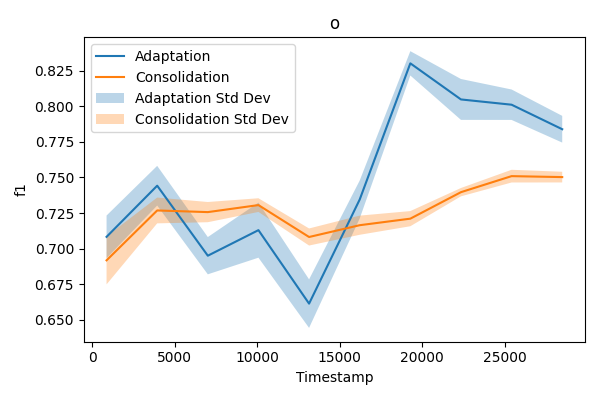 o
Adaptation
Consolidation
Adaptation Std Dev
Consolidation Std Dev
f1
0.825
0.800
0.775
0.750
0.725
0.700
0.675
0.650
0 5000 10000 15000 20000 25000
Timestamp